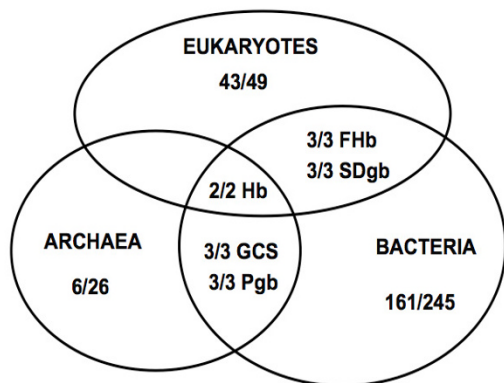 EUKARYOTES
43/49
3/3 FHb
3/3 SDgb
2/2 Hb
ARCHAEA
6/26
3/3 GCS
3/3 Pgb
BACTERIA
161/245